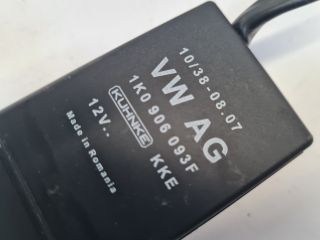 10/38-08.07
VW AG
1K0 906 093F
KUHNKE KKE
12V..
Made in Romania